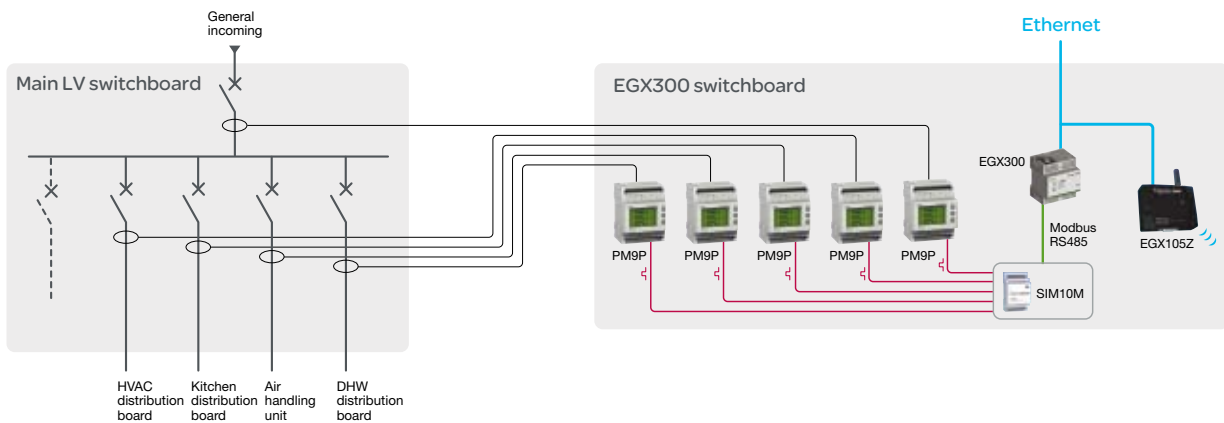 General
incoming
Ethernet
Main LV switchboard
EGX300 switchboard
EGX300
Modbus
RS485
EGX105Z
PM9P
PM9P
PM9P
PM9P
PM9P
SIM10M
HVAC
distribution
board
Kitchen
distribution
board
Air
handling
unit
DHW
distribution
board